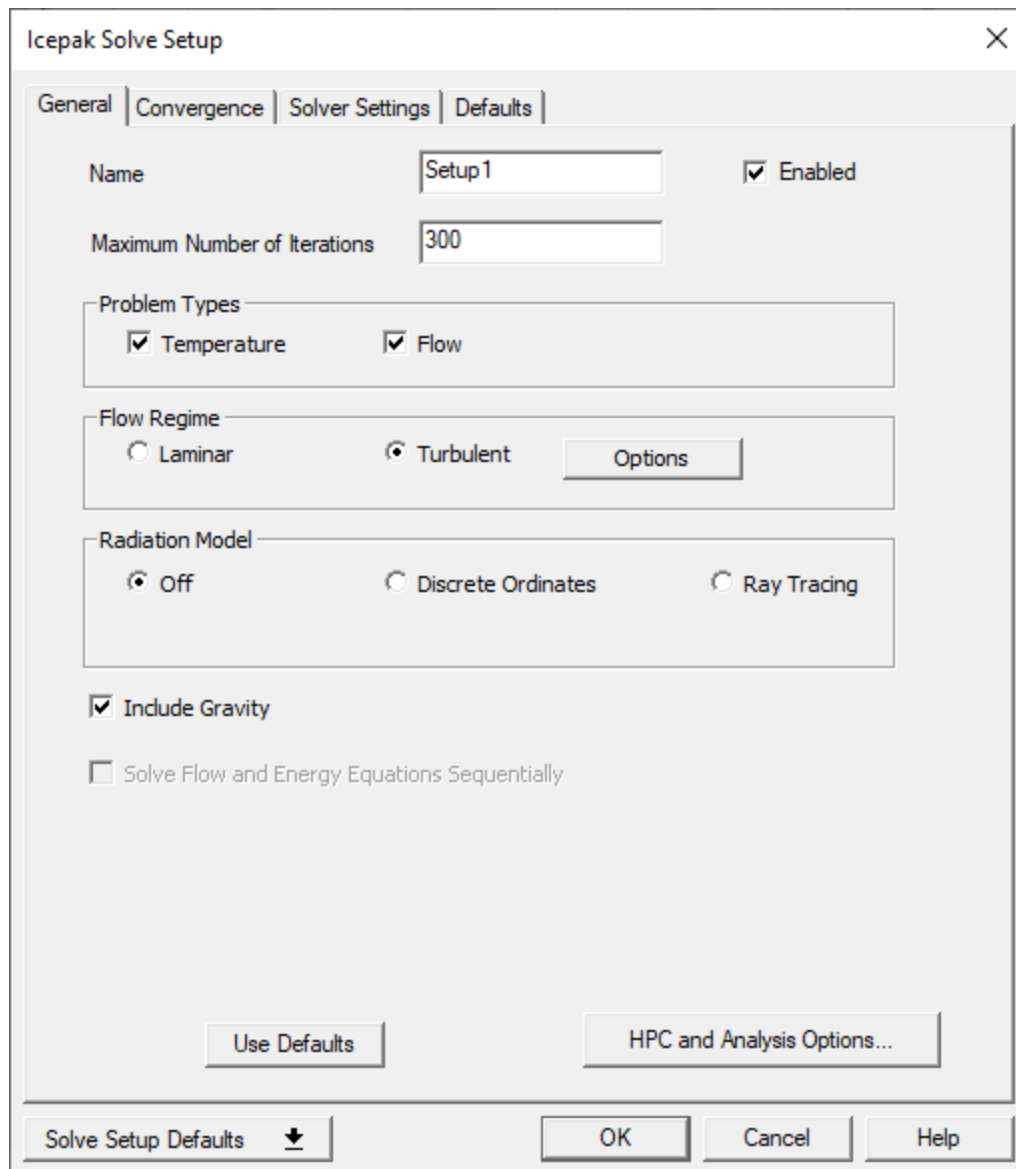 Icepak Solve Setup
General Convergence Solver Settings Defaults
Name Setup1 Enabled
Maximum Number of Iterations 300
Problem Types
Temperature Flow
Flow Regime
Laminar Turbulent Options
Radiation Model
Off Discrete Ordinates Ray Tracing
Include Gravity
Solve Flow and Energy Equations Sequentially
Use Defaults HPC and Analysis Options...
Solve Setup Defaults OK Cancel Help